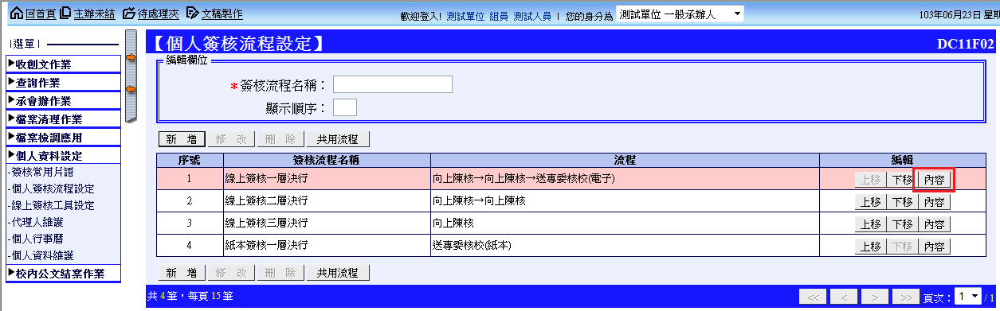 回首頁 主辦未結 待處理夾 文稿製作 歡迎登入! 測試單位 組員 測試人員 | 您的身分為 測試單位 一般承辦人 103年06月23日 星期
|選單|
收創文作業
查詢作業
承會辦作業
檔案清理作業
檔案檢調應用
個人資料設定
-簽核常用片語
-個人簽核流程設定
-線上簽核工具設定
-代理人維護
-個人行事曆
-個人資料維護
校內公文結案作業
【個人簽核流程設定】 DC11F02
編輯欄位
*簽核流程名稱：
顯示順序：
新 增 修 改 刪 除 共用流程
序號 簽核流程名稱 流程 編輯
1 線上簽核一層決行 向上陳核→向上陳核→送專委核校(電子) 上移 下移 內容
2 線上簽核二層決行 向上陳核→向上陳核 上移 下移 內容
3 線上簽核三層決行 向上陳核 上移 下移 內容
4 紙本簽核一層決行 送專委核校(紙本) 上移 下移 內容
新 增 修 改 刪 除 共用流程
共 4 筆，每頁 15 筆 << < > >> 頁次： 1 / 1